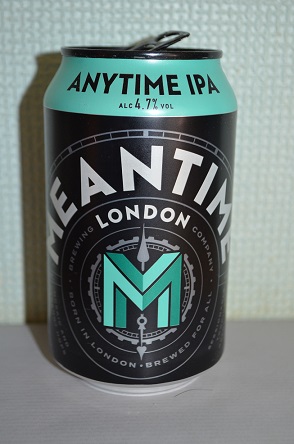 ANYTIME IPA
ALC 4.7% VOL
MEANTIME
LONDON
BREWING COMPANY
M
BORN IN LONDON • BREWED FOR ALL